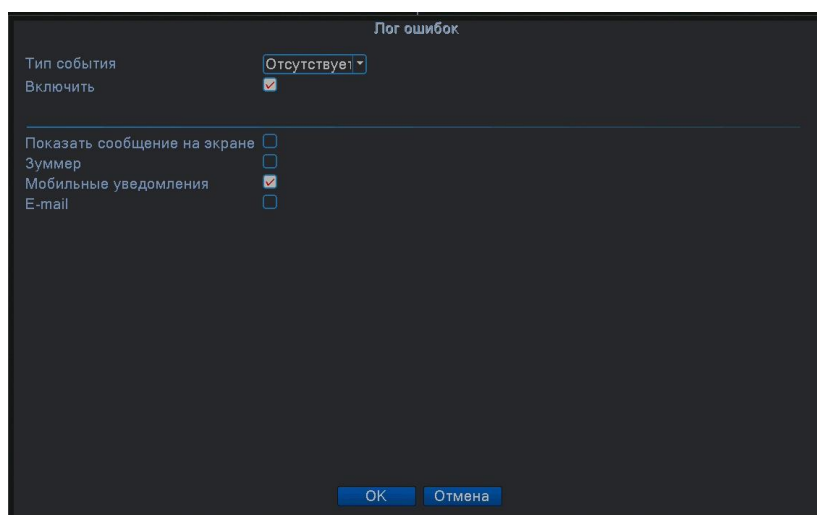 Лог ошибок
Тип события Отсутствует
Включить
Показать сообщение на экране
Зуммер
Мобильные уведомления
E-mail
OK Отмена